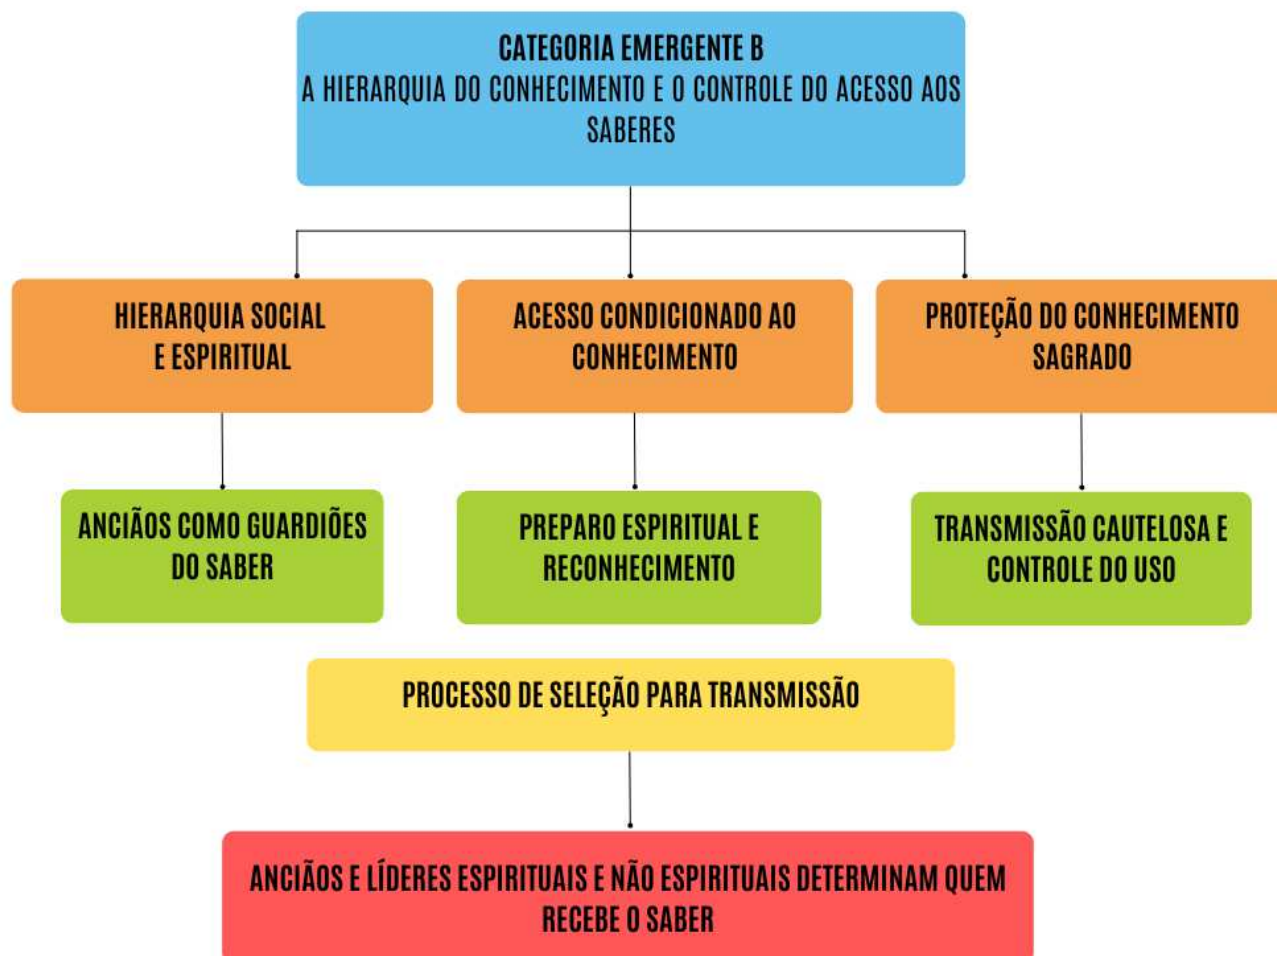 CATEGORIA EMERGENTE B
A HIERARQUIA DO CONHECIMENTO E O CONTROLE DO ACESSO AOS
SABERES
HIERARQUIA SOCIAL
E ESPIRITUAL
ACESSO CONDICIONADO AO
CONHECIMENTO
PROTEÇÃO DO CONHECIMENTO
SAGRADO
ANCIÃOS COMO GUARDIÕES
DO SABER
PREPARO ESPIRITUAL E
RECONHECIMENTO
TRANSMISSÃO CAUTELOSA E
CONTROLE DO USO
PROCESSO DE SELEÇÃO PARA TRANSMISSÃO
ANCIÃOS E LÍDERES ESPIRITUAIS E NÃO ESPIRITUAIS DETERMINAM QUEM
RECEBE O SABER